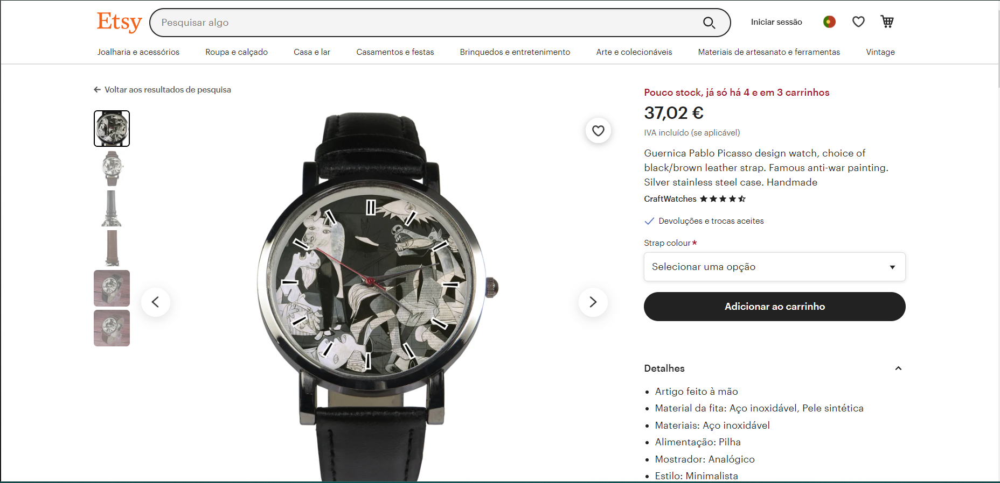 Etsy
Pesquisar algo
Iniciar sessão
Joalharia e acessórios
Roupa e calçado
Casa e lar
Casamentos e festas
Brinquedos e entretenimento
Arte e colecionáveis
Materiais de artesanato e ferramentas
Vintage
Voltar aos resultados de pesquisa
Pouco stock, já só há 4 e em 3 carrinhos
37,02 €
IVA incluído (se aplicável)
Guernica Pablo Picasso design watch, choice of
black/brown leather strap. Famous anti-war painting.
Silver stainless steel case. Handmade
CraftWatches
Devoluções e trocas aceites
Strap colour*
Selecionar uma opção
Adicionar ao carrinho
Detalhes
Artigo feito à mão
Material da fita: Aço inoxidável, Pele sintética
Materiais: Aço inoxidável
Alimentação: Pilha
Mostrador: Analógico
Estilo: Minimalista